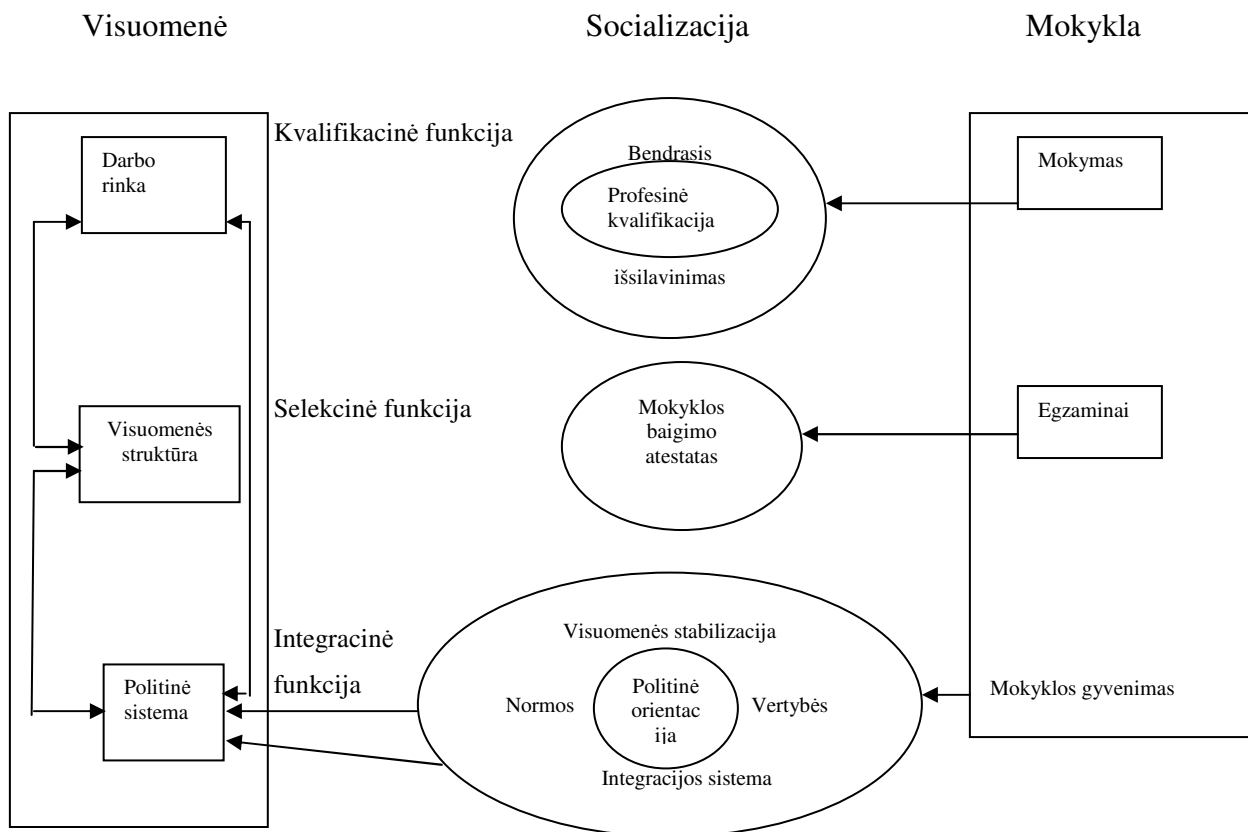 Visuomenė
Socializacija
Mokykla
Kvalifikacinė funkcija
Darbo
rinka
Bendrasis
Profesinė
kvalifikacija
išsilavinimas
Mokymas
Selekcinė funkcija
Visuomenės
struktūra
Mokyklos
baigimo
atestatas
Egzaminai
Integracinė
funkcija
Politinė
sistema
Visuomenės stabilizacija
Normos
Politinė
orientac
ija
Vertybės
Integracijos sistema
Mokyklos gyvenimas